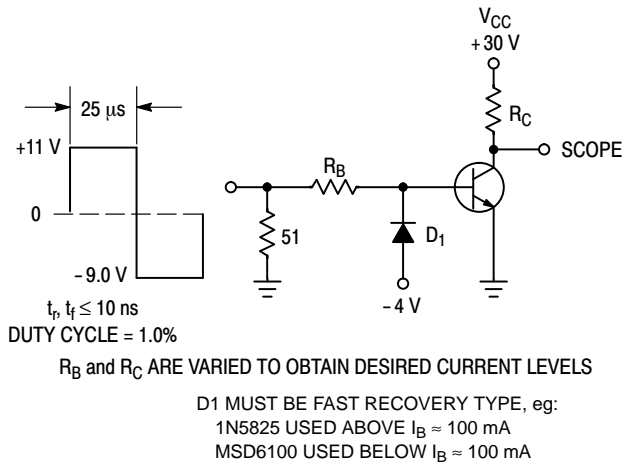 V_CC
+30 V
25 μs
R_C
+11 V
SCOPE
R_B
0
51
D_1
−9.0 V
−4 V
t_r, t_f ≤ 10 ns
DUTY CYCLE = 1.0%
R_B and R_C ARE VARIED TO OBTAIN DESIRED CURRENT LEVELS
D1 MUST BE FAST RECOVERY TYPE, eg:
1N5825 USED ABOVE I_B ≈ 100 mA
MSD6100 USED BELOW I_B ≈ 100 mA